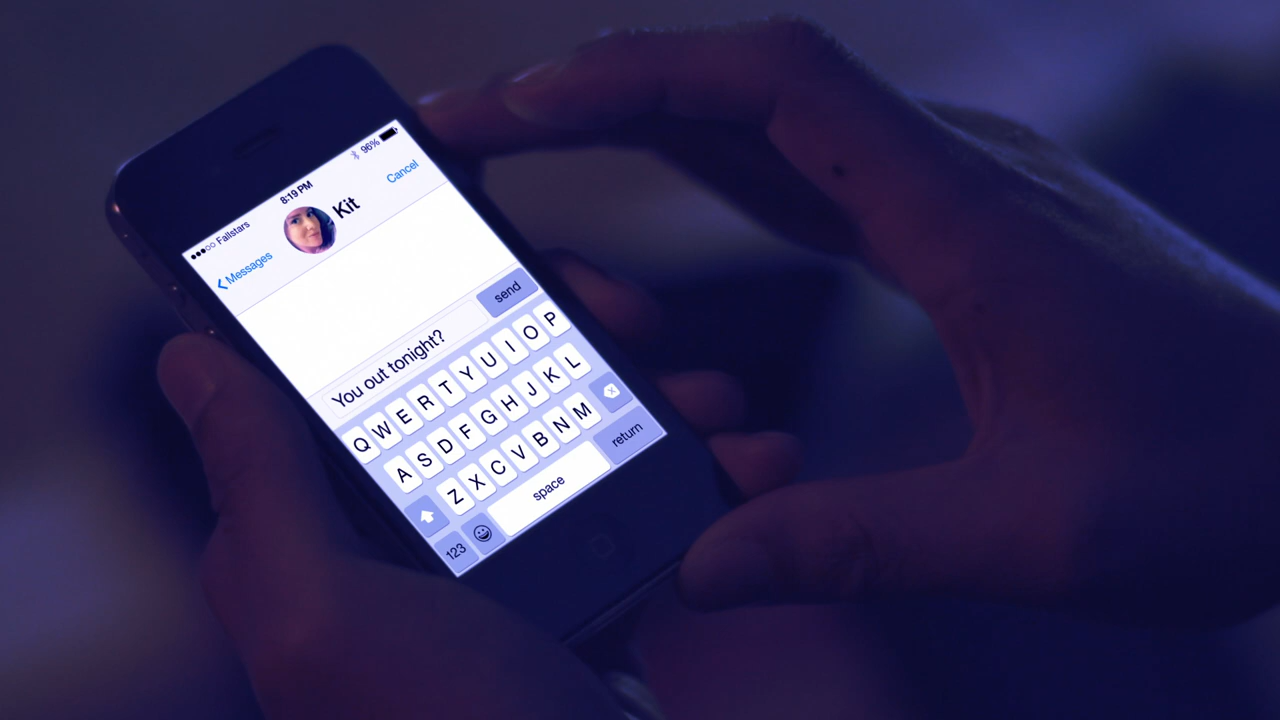 Fallstars 8:19 PM 96%
Messages Kit Cancel
You out tonight? send
Q W E R T Y U I O P
A S D F G H J K L
Z X C V B N M
123 space return